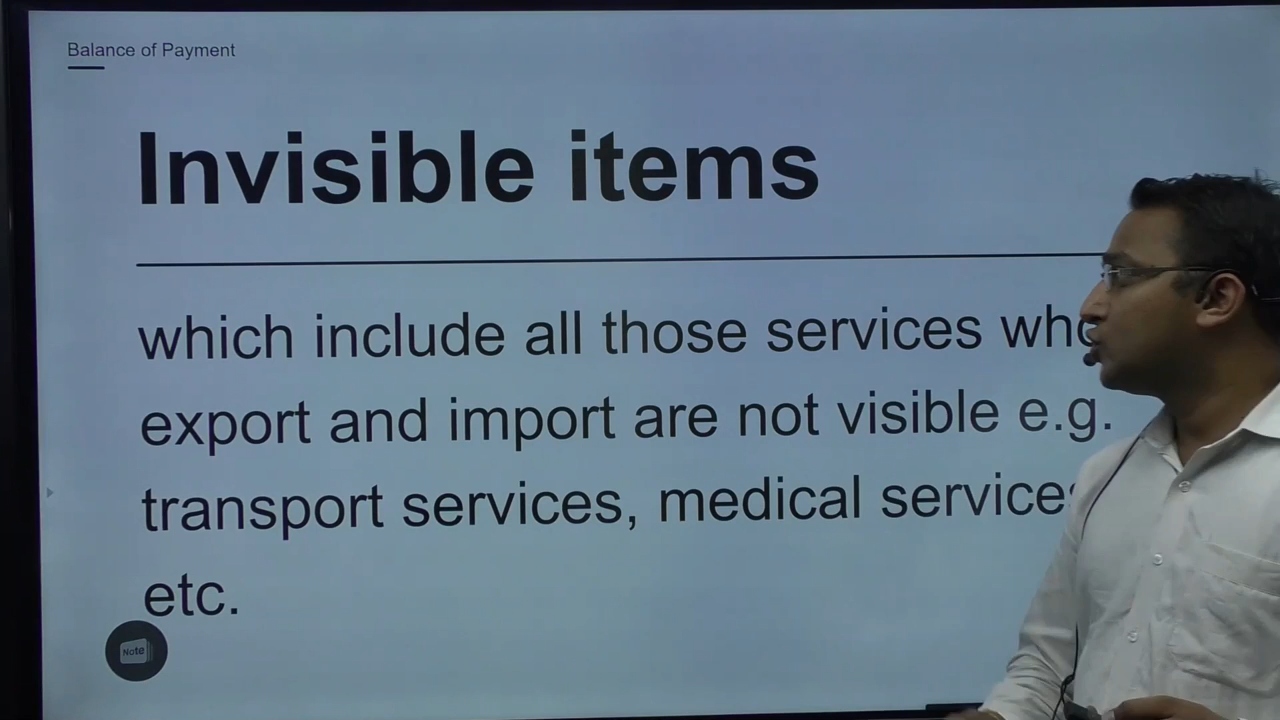 Balance of Payment
Invisible items
which include all those services
export and import are not visible e.g.
transport services, medical services
etc.
Note